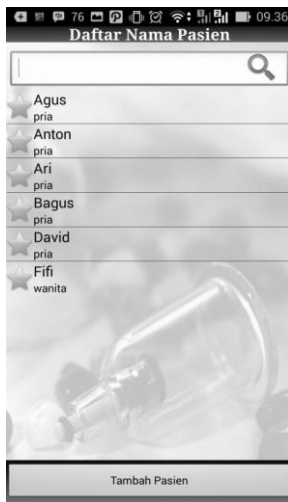 76 09.36
Daftar Nama Pasien
Agus
pria
Anton
pria
Ari
pria
Bagus
pria
David
pria
Fifi
wanita
Tambah Pasien